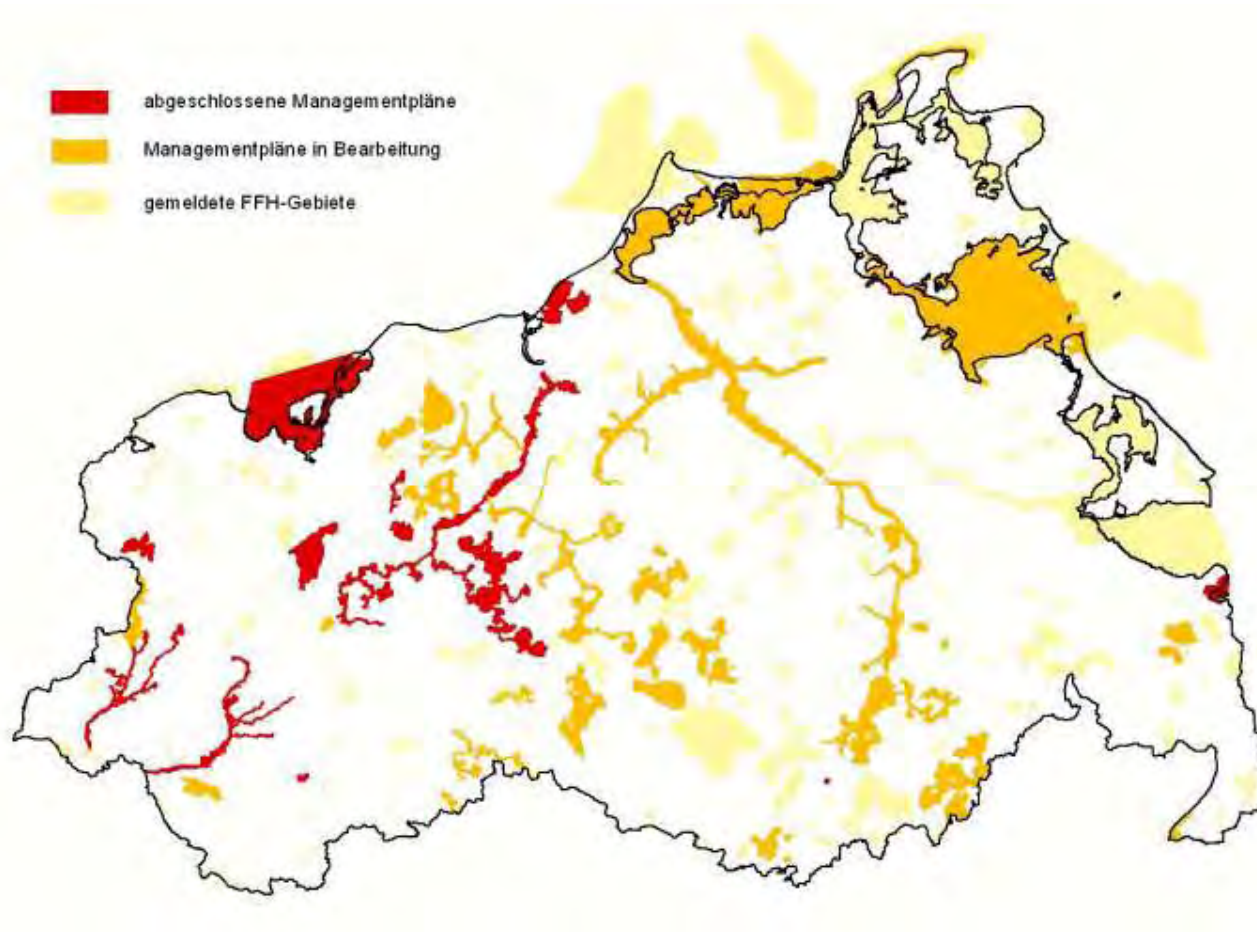 abgeschlossene Managementpläne
Managementpläne in Bearbeitung
gemeldete FFH-Gebiete